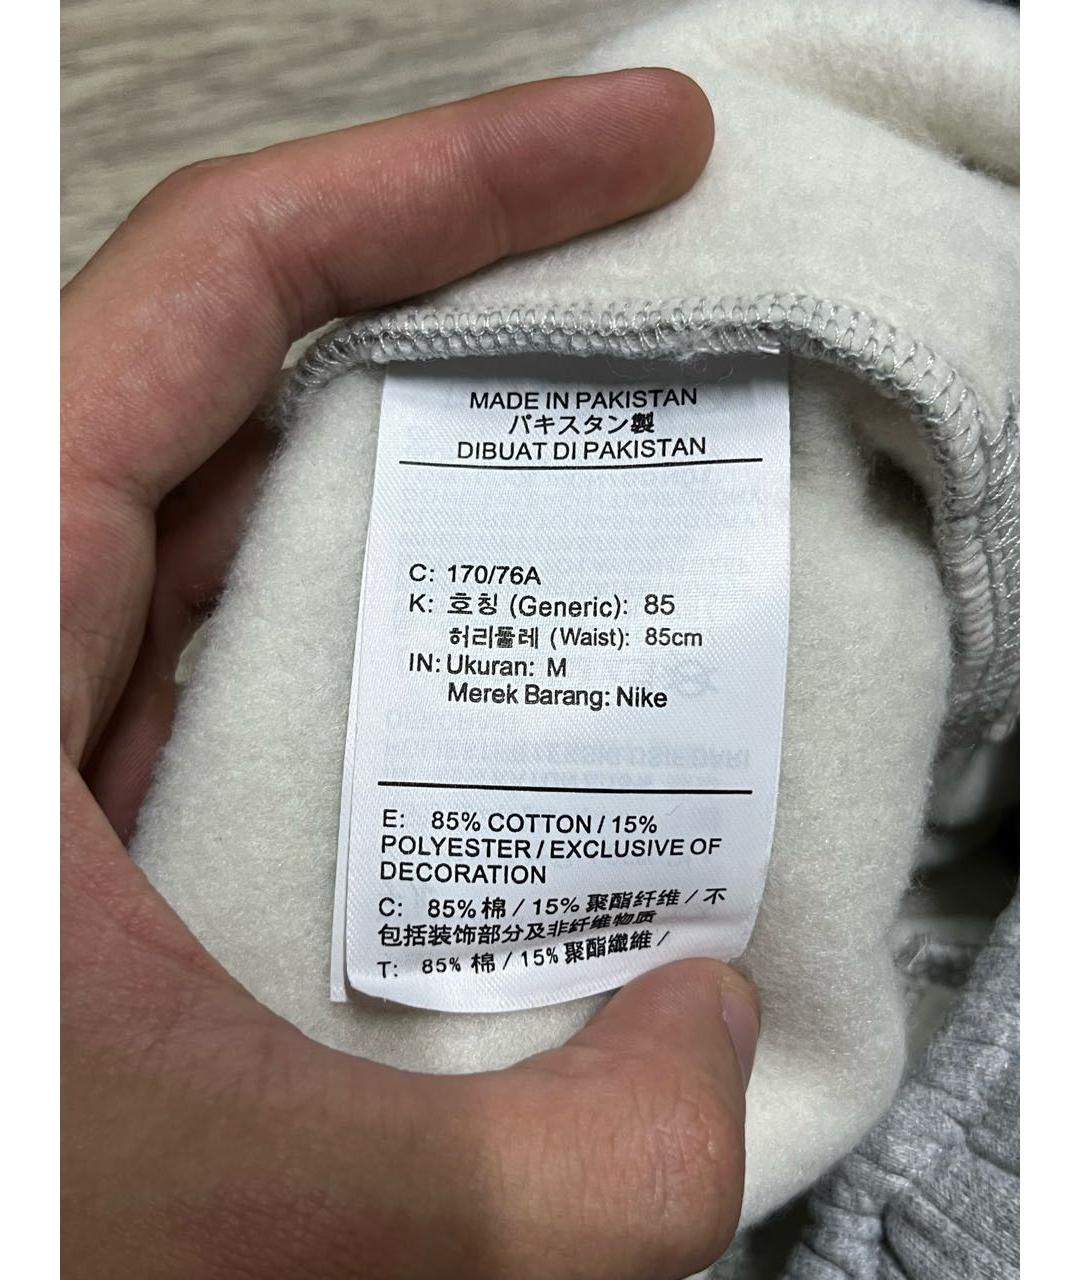 MADE IN PAKISTAN
パキスタン製
DIBUAT DI PAKISTAN
C: 170/76A
K: 호칭 (Generic): 85
허리둘레 (Waist): 85cm
IN: Ukuran: M
Merek Barang: Nike
E: 85% COTTON / 15%
POLYESTER / EXCLUSIVE OF
DECORATION
C: 85% 棉 / 15% 聚酯纤维 / 不
包括装饰部分及非纤维物质
T: 85% 棉 / 15% 聚酯纖維 /